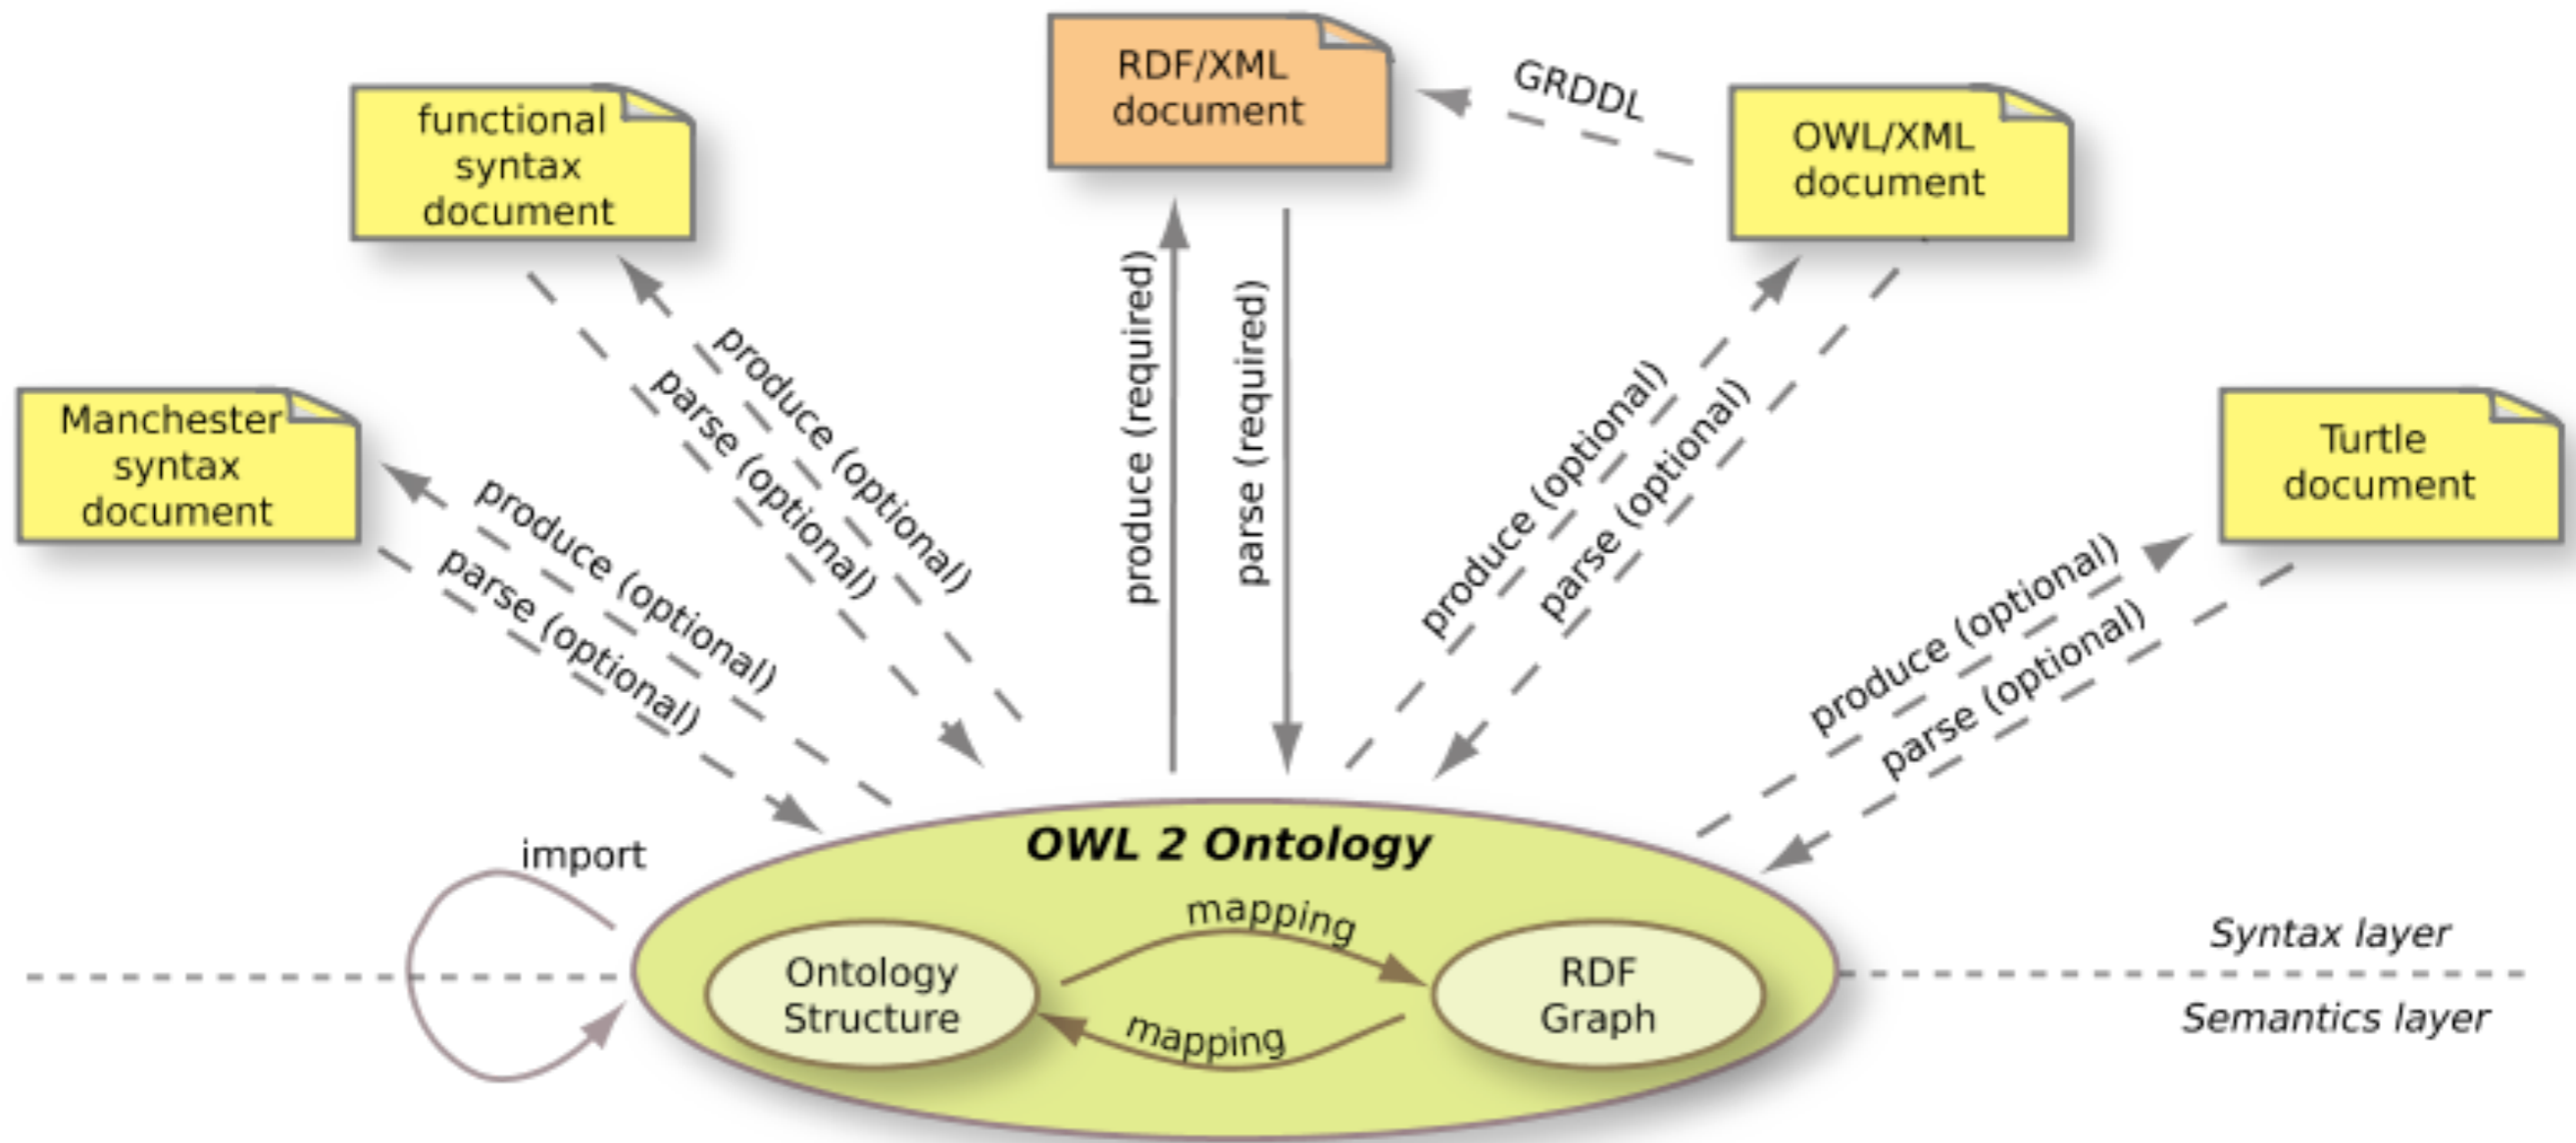 RDF/XML
document
GRDDL
functional
syntax
document
OWL/XML
document
Manchester
syntax
document
Turtle
document
produce (optional)
parse (optional)
produce (optional)
parse (optional)
produce (required)
parse (required)
produce (optional)
parse (optional)
produce (optional)
parse (optional)
import
OWL 2 Ontology
mapping
Ontology
Structure
RDF
Graph
mapping
Syntax layer
Semantics layer